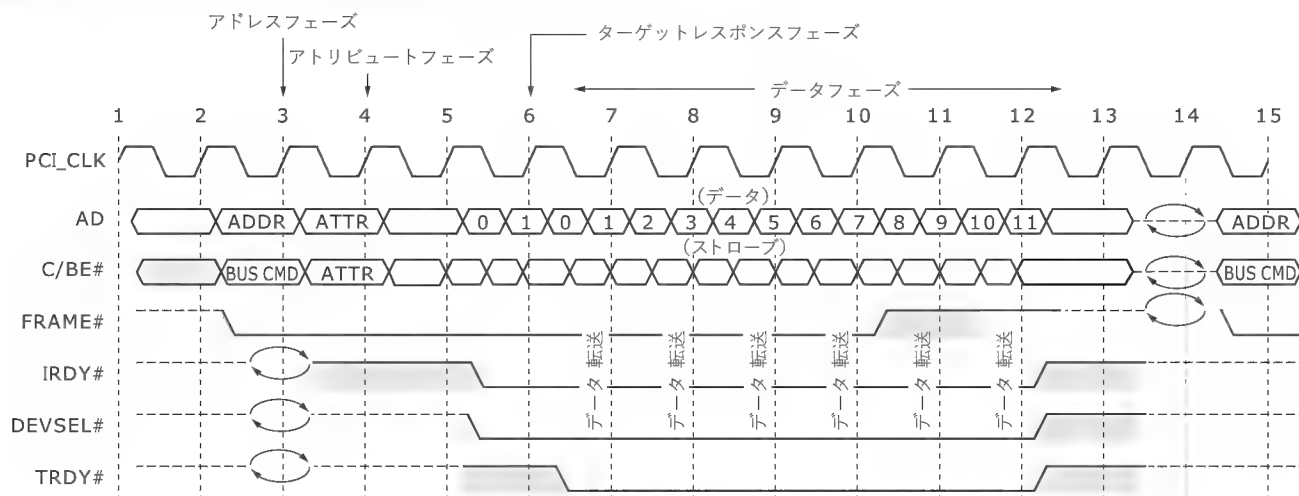 アドレスフェーズ
ターゲットレスポンスフェーズ
アトリビュートフェーズ
データフェーズ
1 2 3 4 5 6 7 8 9 10 11 12 13 14 15
PCI_CLK
(データ)
AD ADDR ATTR 0 1 0 1 2 3 4 5 6 7 8 9 10 11 ADDR
(ストローブ)
C/BE# BUS CMD ATTR BUS CMD
FRAME#
データ転送 データ転送 データ転送 データ転送 データ転送 データ転送
IRDY#
DEVSEL#
TRDY#